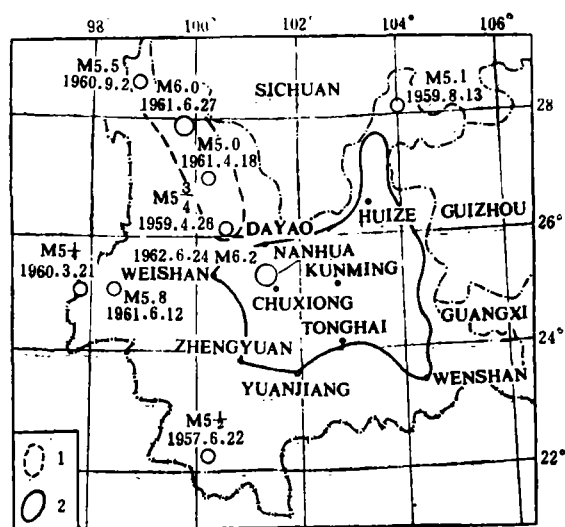 98° 100° 102° 104° 106°
M5.5
1960.9.2
M6.0
1961.6.27
SICHUAN
M5.1
1959.8.13
28
M5.0
1961.4.18
M5 3/4
1959.4.26
DAYAO
HUIZE
GUIZHOU
26°
1960.3.21
1962.6.24 M6.2
WEISHAN
NANHUA
KUNMING
M5.8
1961.6.12
CHUXIONG
TONGHAI
GUANGXI
24°
ZHENGYUAN
YUANJIANG
WENSHAN
M5 1/2
1957.6.22
22°
1
2